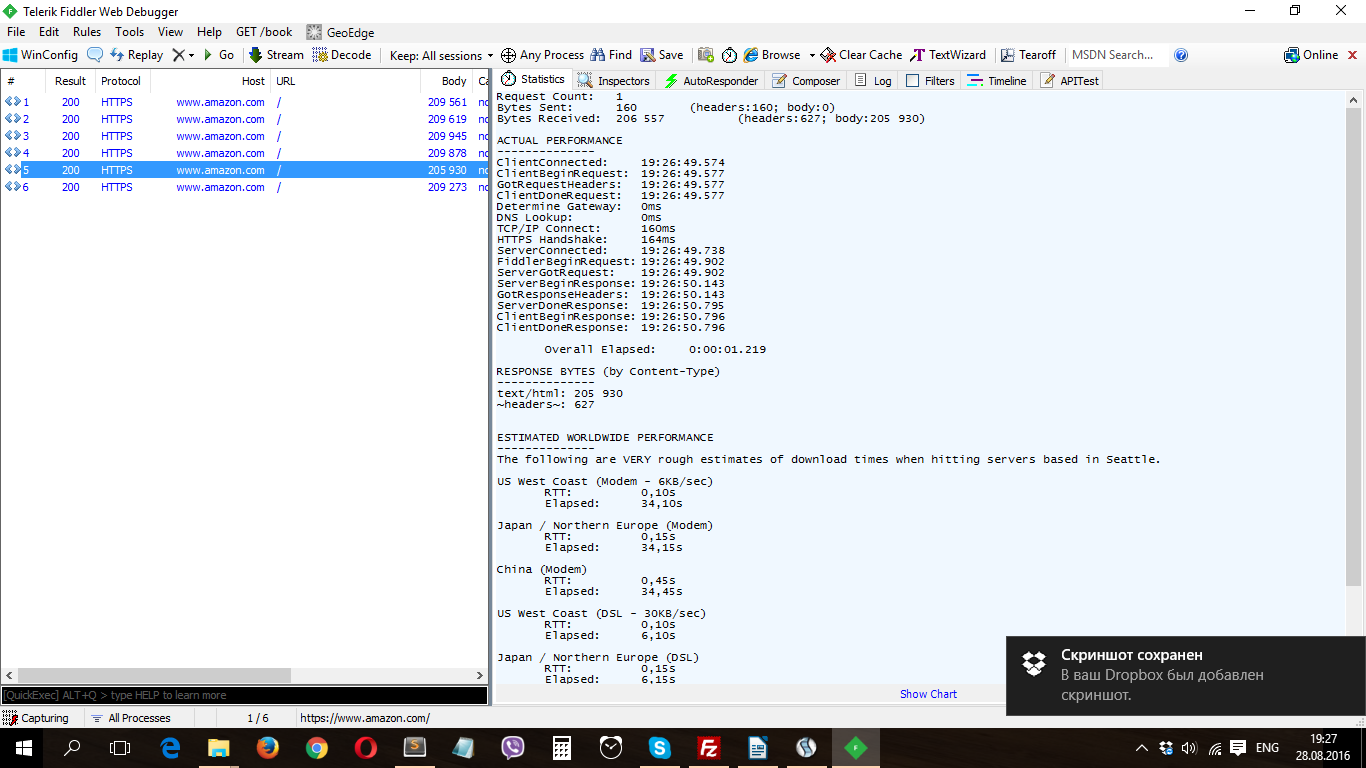 Telerik Fiddler Web Debugger
File Edit Rules Tools View Help GET /book GeoEdge
WinConfig Replay Go Stream Decode Keep: All sessions Any Process Find Save Browse Clear Cache TextWizard Tearoff MSDN Search... Online
# Result Protocol Host URL Body Ca
1 200 HTTPS www.amazon.com / 209 561 no
2 200 HTTPS www.amazon.com / 209 619 no
3 200 HTTPS www.amazon.com / 209 945 no
4 200 HTTPS www.amazon.com / 209 878 no
5 200 HTTPS www.amazon.com / 205 930 no
6 200 HTTPS www.amazon.com / 209 273 no
[QuickExec] ALT+Q > type HELP to learn more
Statistics Inspectors AutoResponder Composer Log Filters Timeline APITest
Request Count: 1
Bytes Sent: 160 (headers:160; body:0)
Bytes Received: 206 557 (headers:627; body:205 930)
ACTUAL PERFORMANCE
--------------
ClientConnected: 19:26:49.574
ClientBeginRequest: 19:26:49.577
GotRequestHeaders: 19:26:49.577
ClientDoneRequest: 19:26:49.577
Determine Gateway: 0ms
DNS Lookup: 0ms
TCP/IP Connect: 160ms
HTTPS Handshake: 164ms
ServerConnected: 19:26:49.738
FiddlerBeginRequest: 19:26:49.902
ServerGotRequest: 19:26:49.902
ServerBeginResponse: 19:26:50.143
GotResponseHeaders: 19:26:50.143
ServerDoneResponse: 19:26:50.795
ClientBeginResponse: 19:26:50.796
ClientDoneResponse: 19:26:50.796
Overall Elapsed: 0:00:01.219
RESPONSE BYTES (by Content-Type)
--------------
text/html: 205 930
~headers~: 627
ESTIMATED WORLDWIDE PERFORMANCE
--------------
The following are VERY rough estimates of download times when hitting servers based in Seattle.
US West Coast (Modem - 6KB/sec)
RTT: 0,10s
Elapsed: 34,10s
Japan / Northern Europe (Modem)
RTT: 0,15s
Elapsed: 34,15s
China (Modem)
RTT: 0,45s
Elapsed: 34,45s
US West Coast (DSL - 30KB/sec)
RTT: 0,10s
Elapsed: 6,10s
Japan / Northern Europe (DSL)
RTT: 0,15s
Elapsed: 6,15s
Show Chart
Скриншот сохранен
В ваш Dropbox был добавлен
скриншот.
Capturing All Processes 1 / 6 https://www.amazon.com/
ENG
19:27
28.08.2016